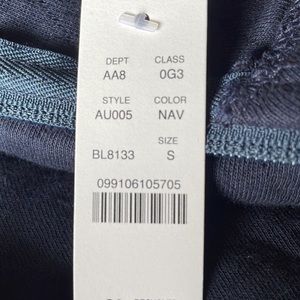 DEPT CLASS
AA8 0G3
STYLE COLOR
AU005 NAV
SIZE
BL8133 S
099106105705